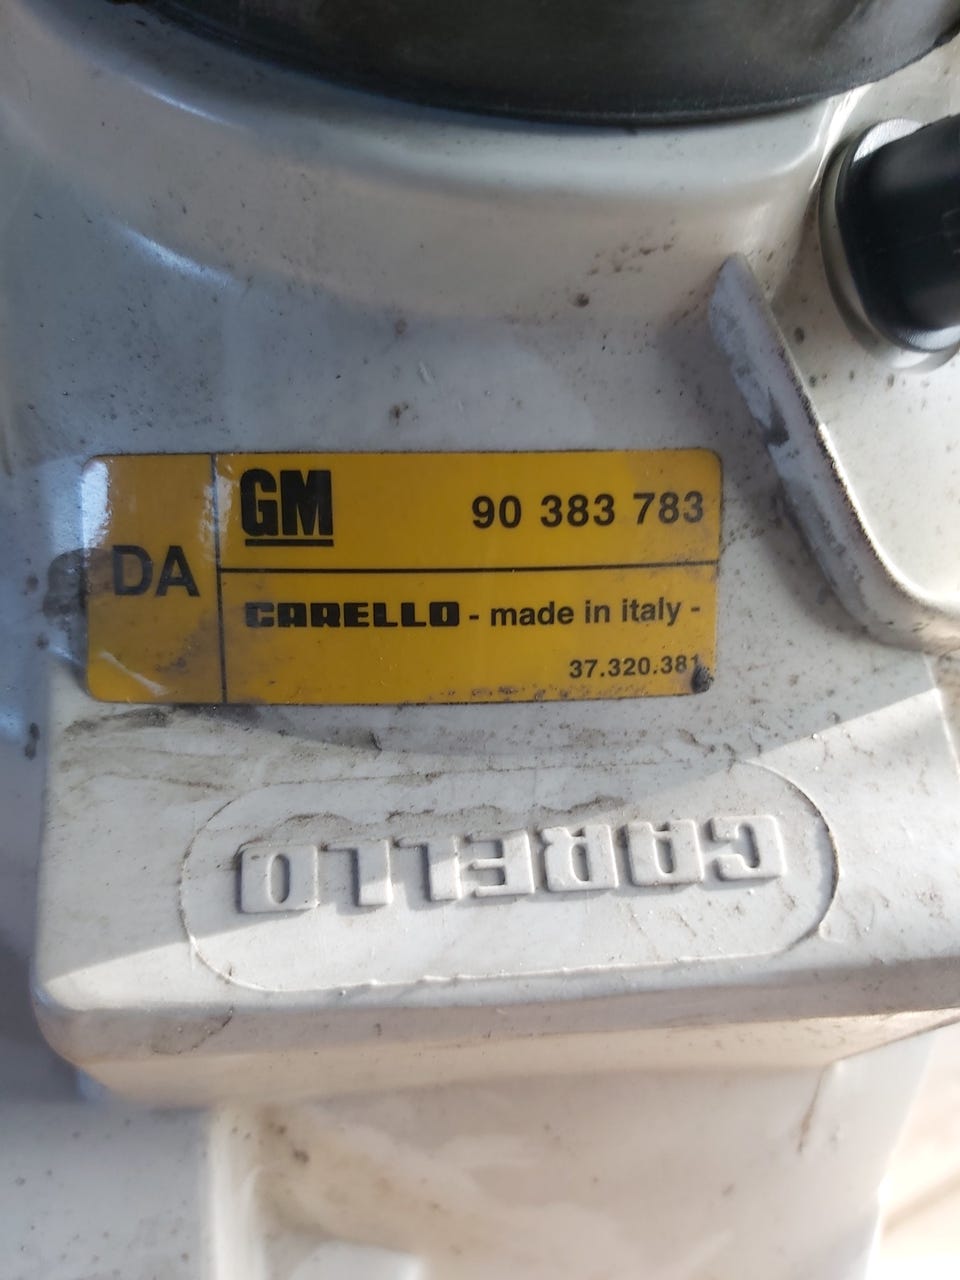 DA
GM 90 383 783
CARELLO - made in italy -
37.320.381
CARELLO